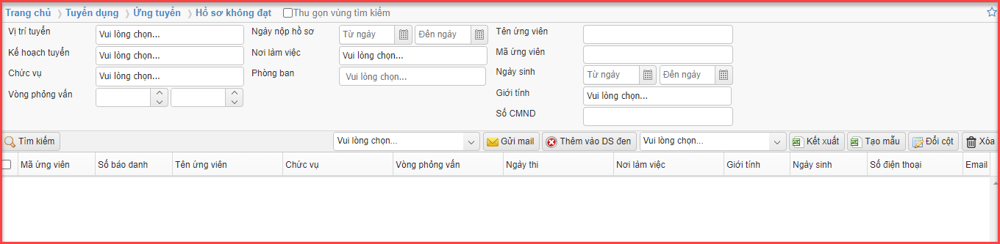 Trang chủ Tuyển dụng Ứng tuyển Hồ sơ không đạt Thu gọn vùng tìm kiếm
Vị trí tuyển Vui lòng chọn... Ngày nộp hồ sơ Từ ngày Đến ngày Tên ứng viên
Kế hoạch tuyển Vui lòng chọn... Nơi làm việc Vui lòng chọn... Mã ứng viên
Chức vụ Vui lòng chọn... Phòng ban Vui lòng chọn... Ngày sinh Từ ngày Đến ngày
Vòng phỏng vấn Giới tính Vui lòng chọn...
Số CMND
Tìm kiếm Vui lòng chọn... Gửi mail Thêm vào DS đen Vui lòng chọn... Kết xuất Tạo mẫu Đổi cột Xóa
Mã ứng viên Số báo danh Tên ứng viên Chức vụ Vòng phỏng vấn Ngày thi Nơi làm việc Giới tính Ngày sinh Số điện thoại Email